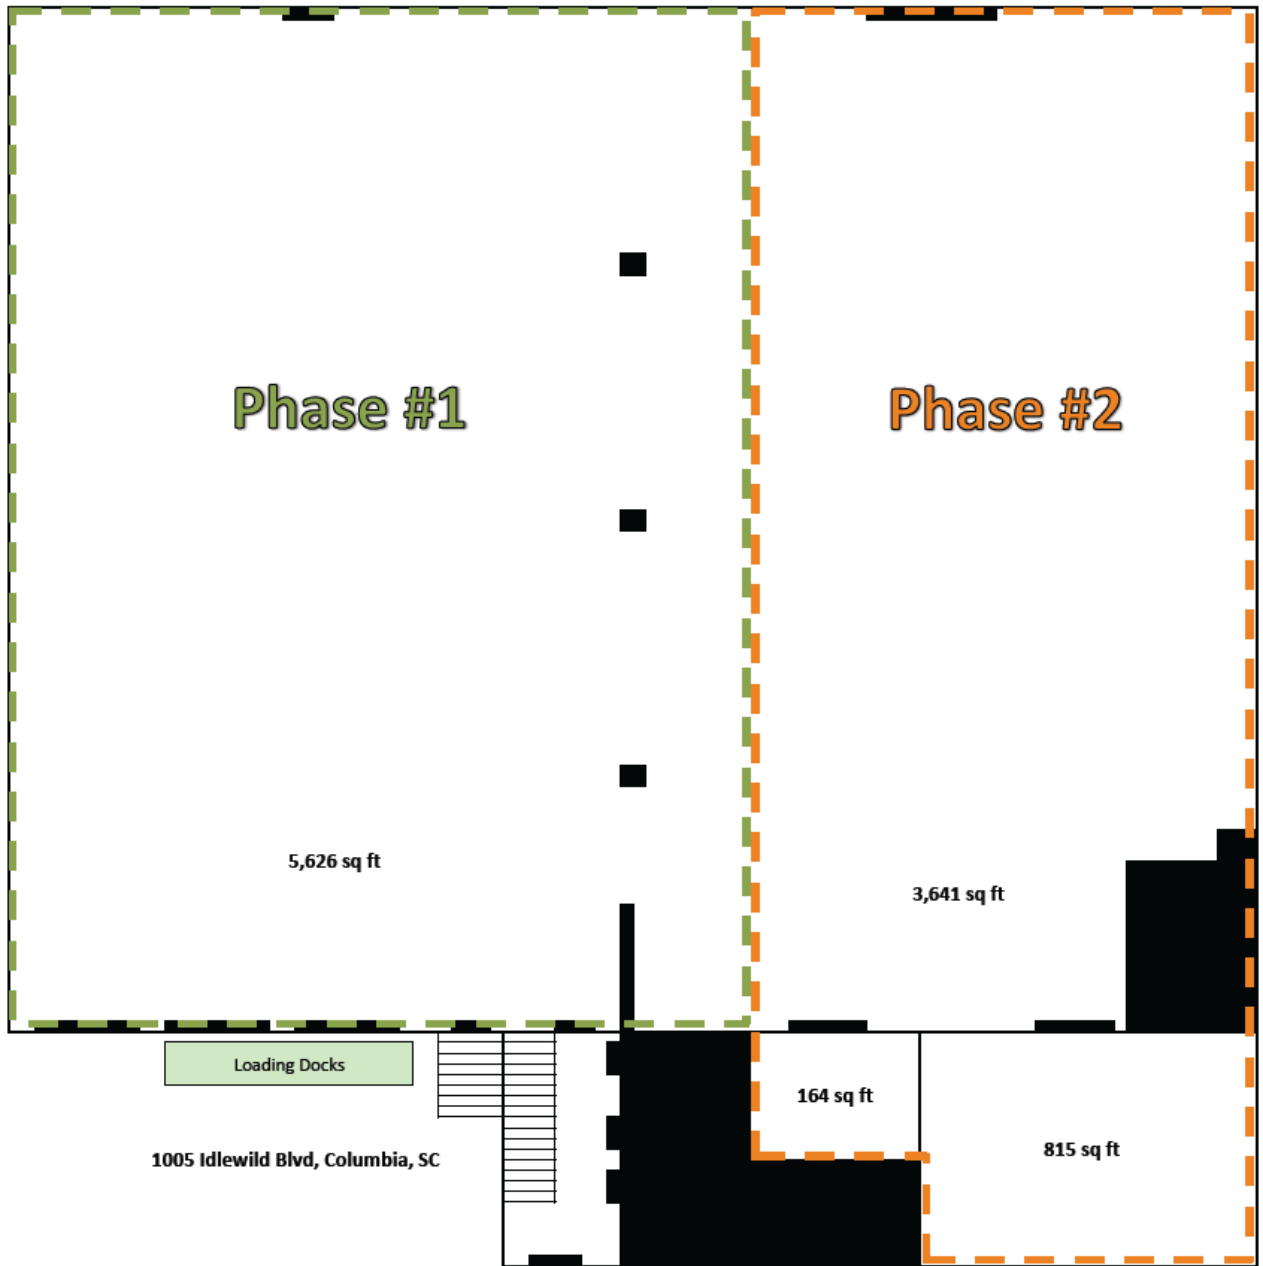 Phase #1
Phase #2
5,626 sq ft
3,641 sq ft
Loading Docks
164 sq ft
815 sq ft
1005 Idlewild Blvd, Columbia, SC